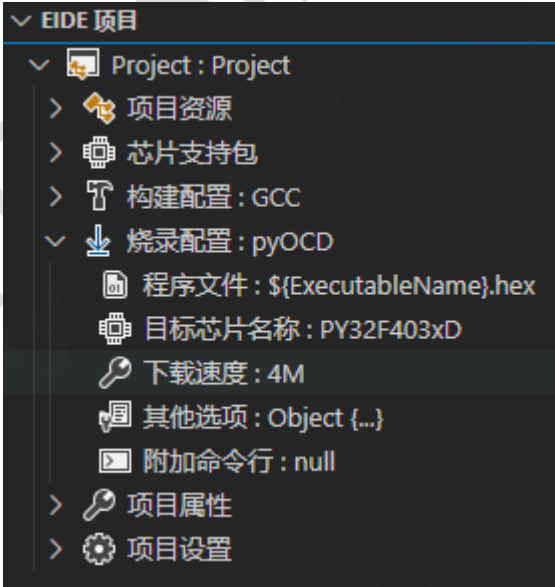 EIDE 项目
Project : Project
项目资源
芯片支持包
构建配置 : GCC
烧录配置 : pyOCD
程序文件 : ${ExecutableName}.hex
目标芯片名称 : PY32F403xD
下载速度 : 4M
其他选项 : Object {...}
附加命令行 : null
项目属性
项目设置